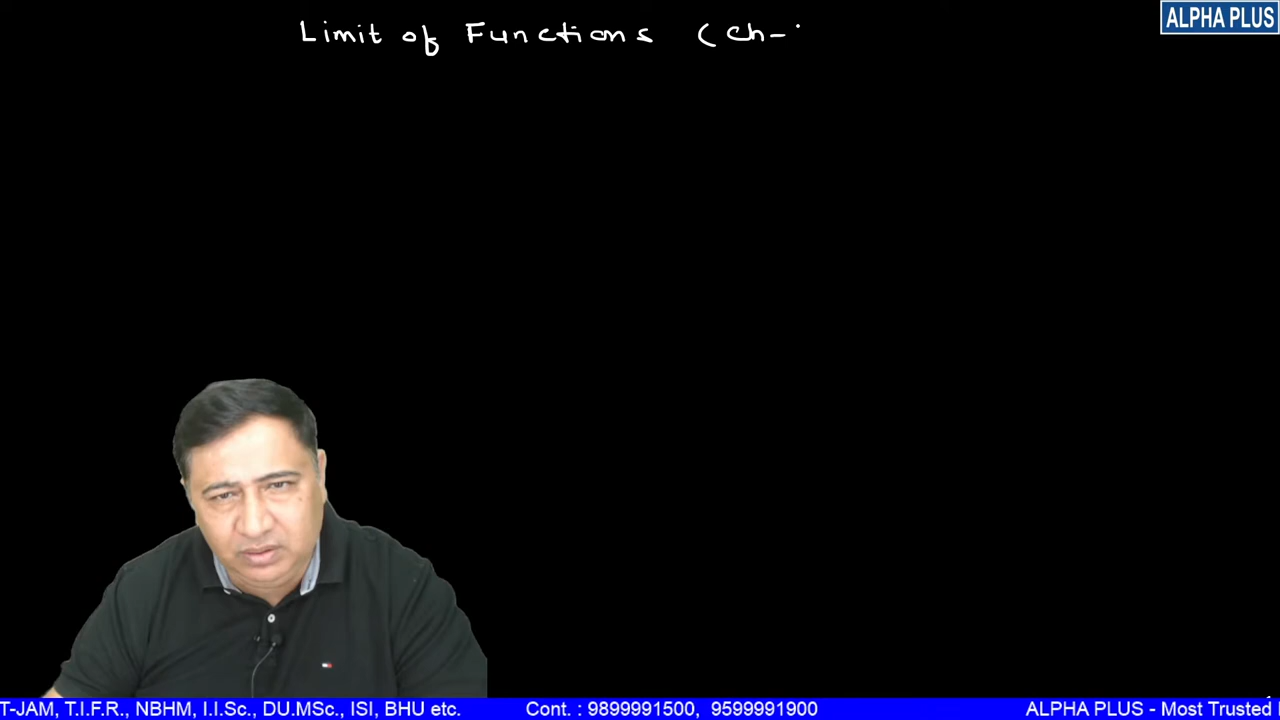 Limit of Functions (Ch-
ALPHA PLUS
T-JAM, T.I.F.R., NBHM, I.I.Sc., DU.MSc., ISI, BHU etc. Cont. : 9899991500, 9599991900 ALPHA PLUS - Most Trusted